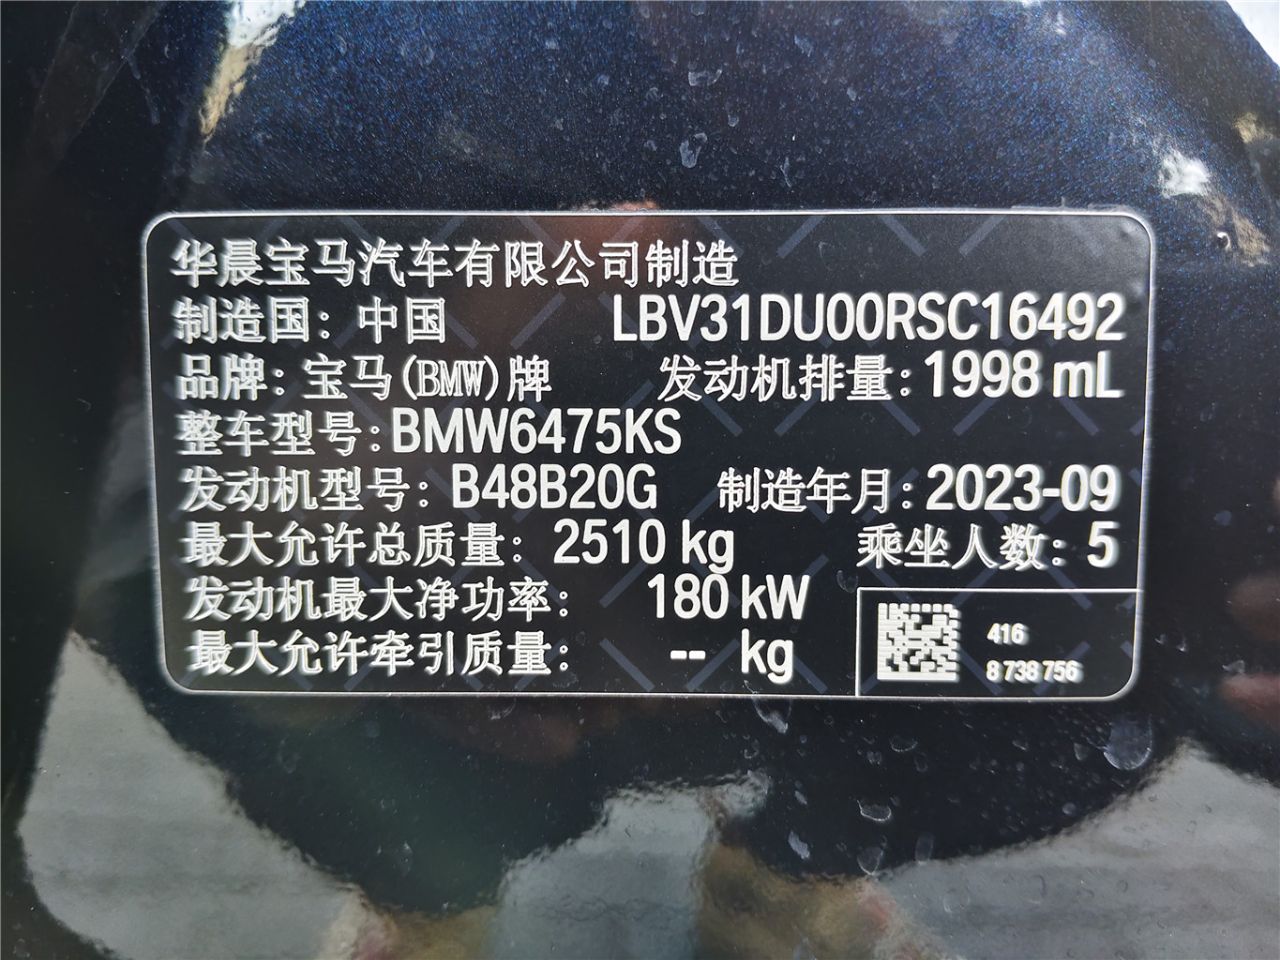 华晨宝马汽车有限公司制造
制造国: 中国 LBV31DU00RSC16492
品牌: 宝马(BMW)牌 发动机排量: 1998 mL
整车型号: BMW6475KS
发动机型号: B48B20G 制造年月: 2023-09
最大允许总质量: 2510 kg 乘坐人数: 5
发动机最大净功率: 180 kW
最大允许牵引质量: -- kg
416
8 738 756